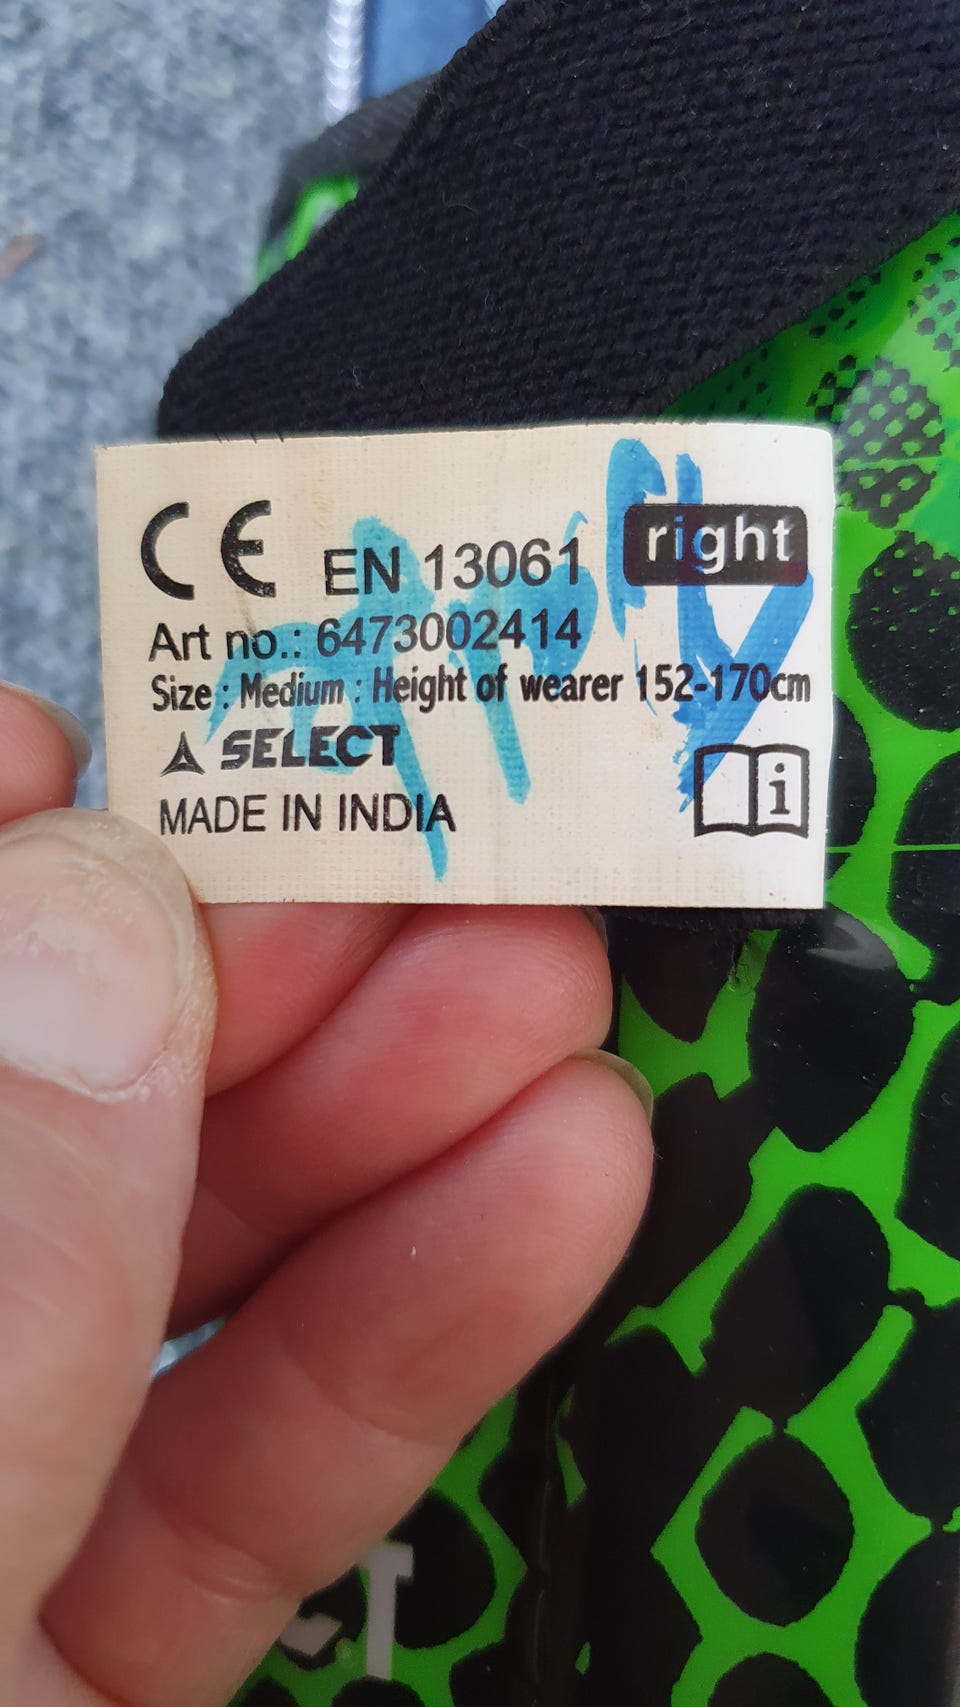 CE EN 13061 right
Art no.: 6473002414
Size : Medium : Height of wearer 152-170cm
SELECT
MADE IN INDIA
i